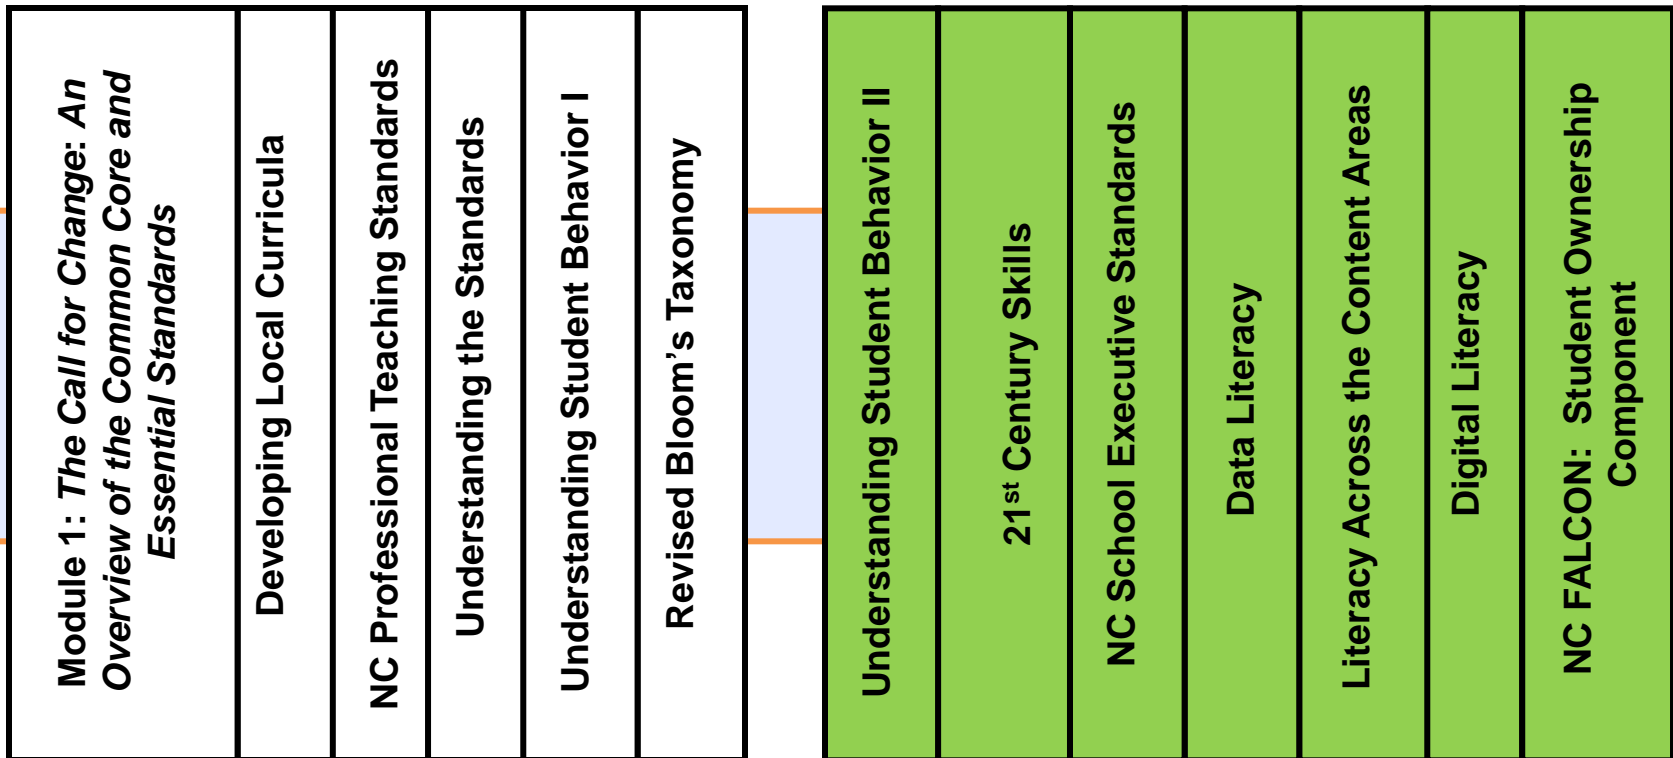 Module 1: The Call for Change: An
Overview of the Common Core and
Essential Standards
Developing Local Curricula
NC Professional Teaching Standards
Understanding the Standards
Understanding Student Behavior I
Revised Bloom's Taxonomy
Understanding Student Behavior II
21st Century Skills
NC School Executive Standards
Data Literacy
Literacy Across the Content Areas
Digital Literacy
NC FALCON: Student Ownership
Component